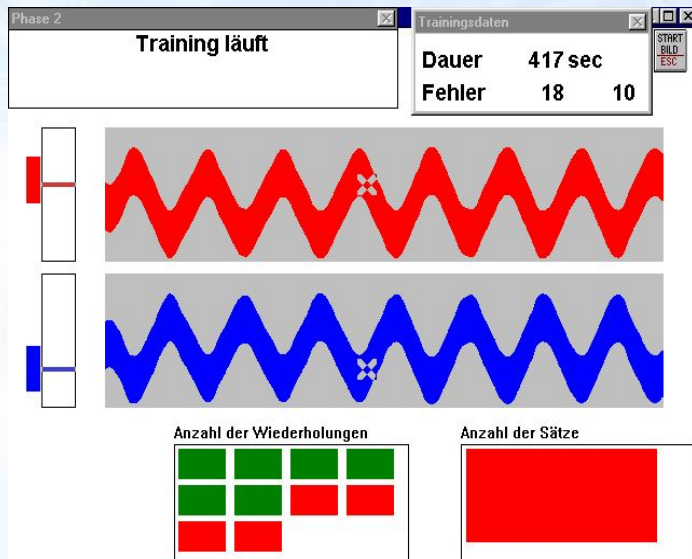 Phase 2
Training läuft
Trainingsdaten
Dauer 417 sec
Fehler 18 10
START
BILD
ESC
Anzahl der Wiederholungen
Anzahl der Sätze